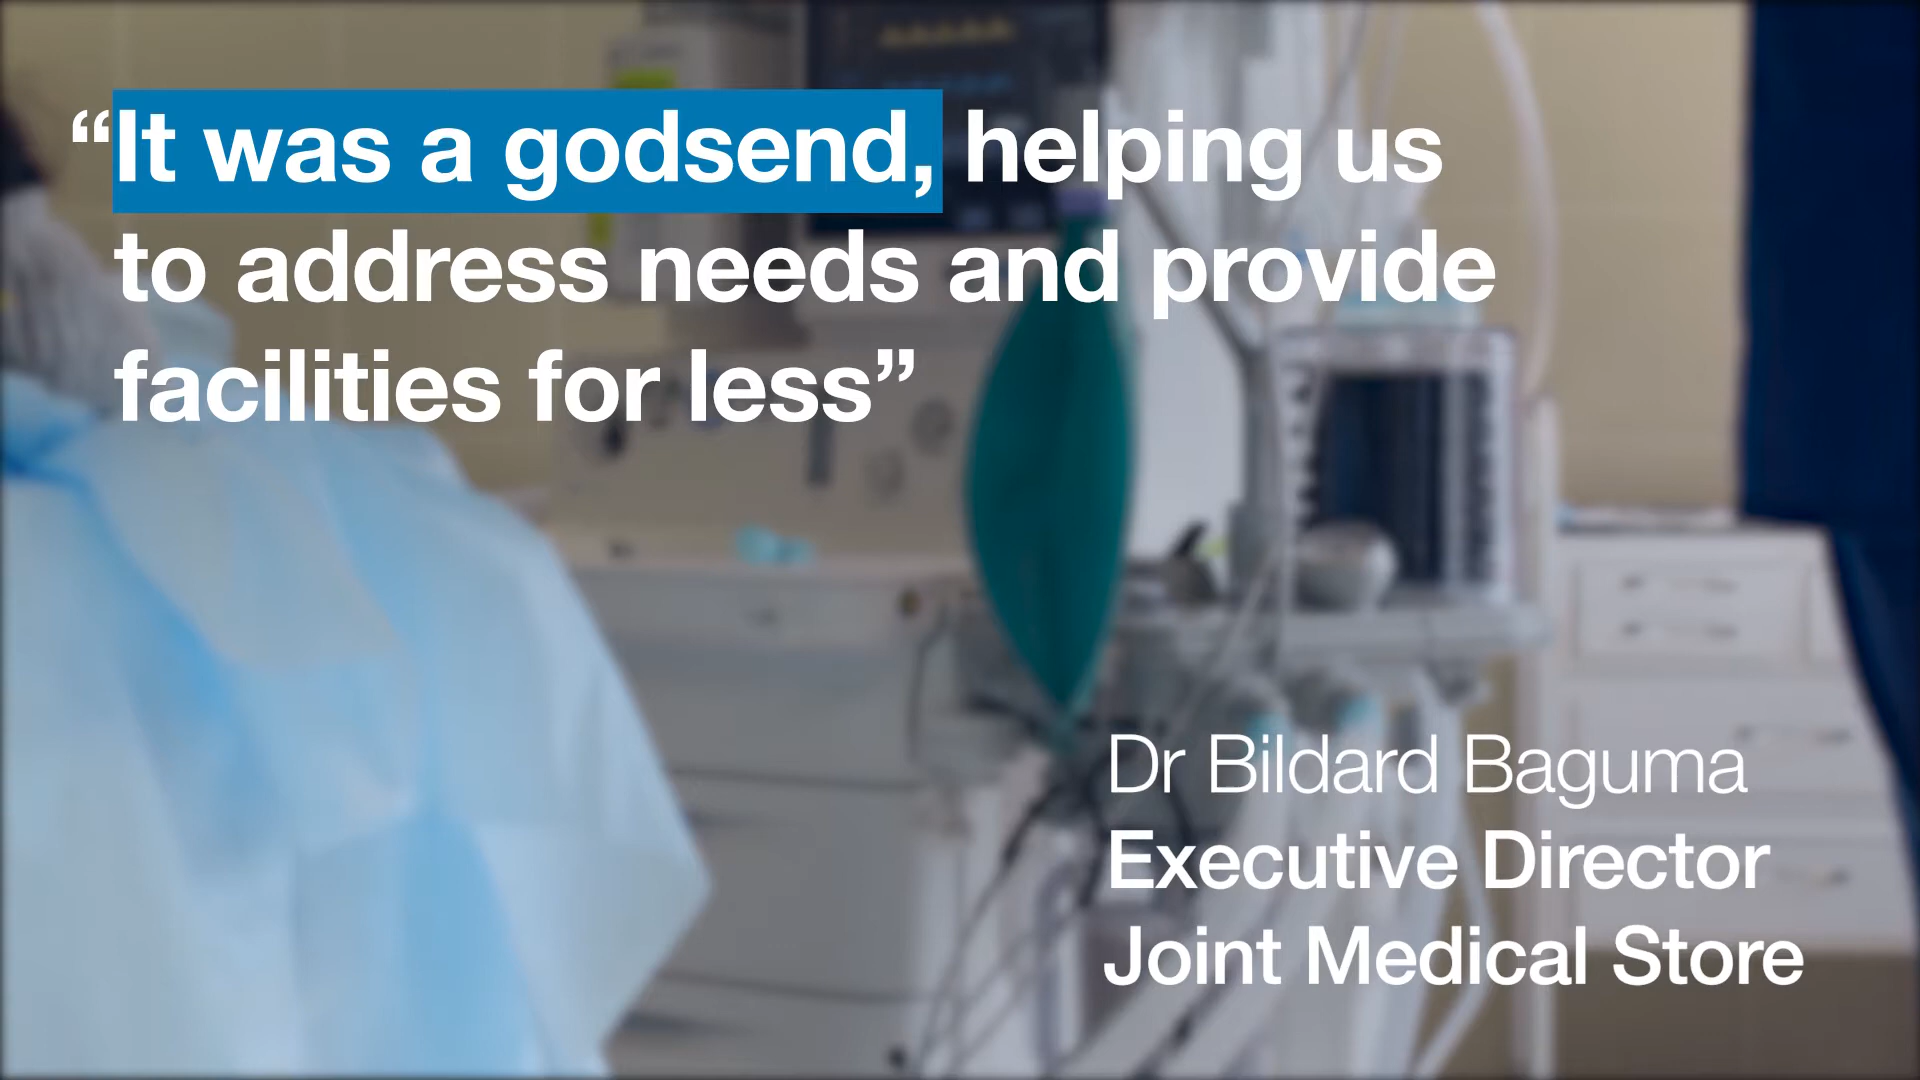 “It was a godsend, helping us
to address needs and provide
facilities for less”
Dr Bildard Baguma
Executive Director
Joint Medical Store